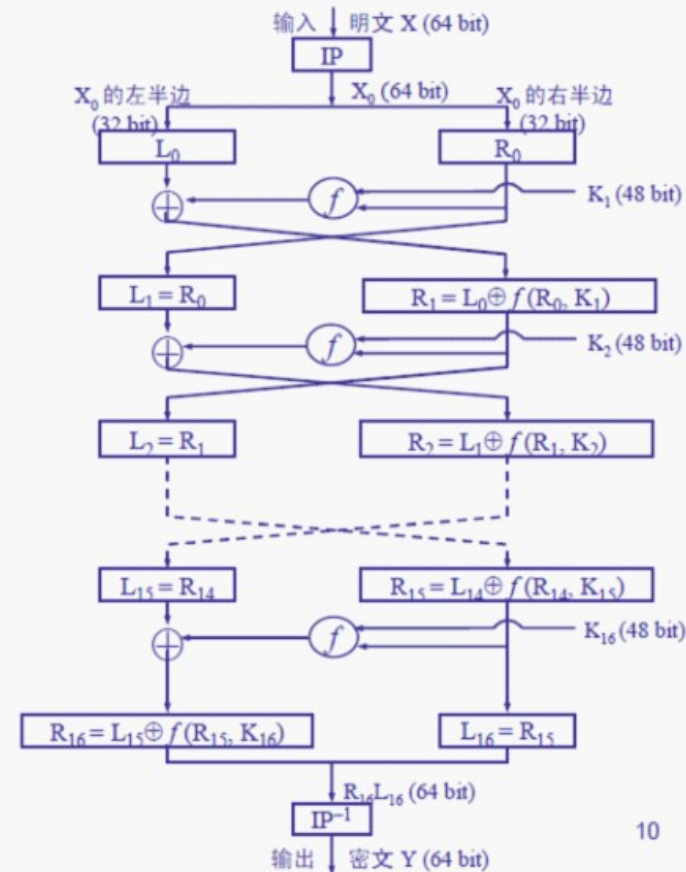 输入 明文 X (64 bit)
IP
X₀ 的左半边 X₀ (64 bit) X₀ 的右半边
(32 bit) (32 bit)
L₀ R₀
f K₁ (48 bit)
L₁ = R₀ R₁ = L₀ ⊕ f (R₀, K₁)
f K₂ (48 bit)
L₂ = R₁ R₂ = L₁ ⊕ f (R₁, K₂)
L₁₅ = R₁₄ R₁₅ = L₁₄ ⊕ f (R₁₄, K₁₅)
f K₁₆ (48 bit)
R₁₆ = L₁₅ ⊕ f (R₁₅, K₁₆) L₁₆ = R₁₅
R₁₆L₁₆ (64 bit)
IP⁻¹
10
输出 密文 Y (64 bit)